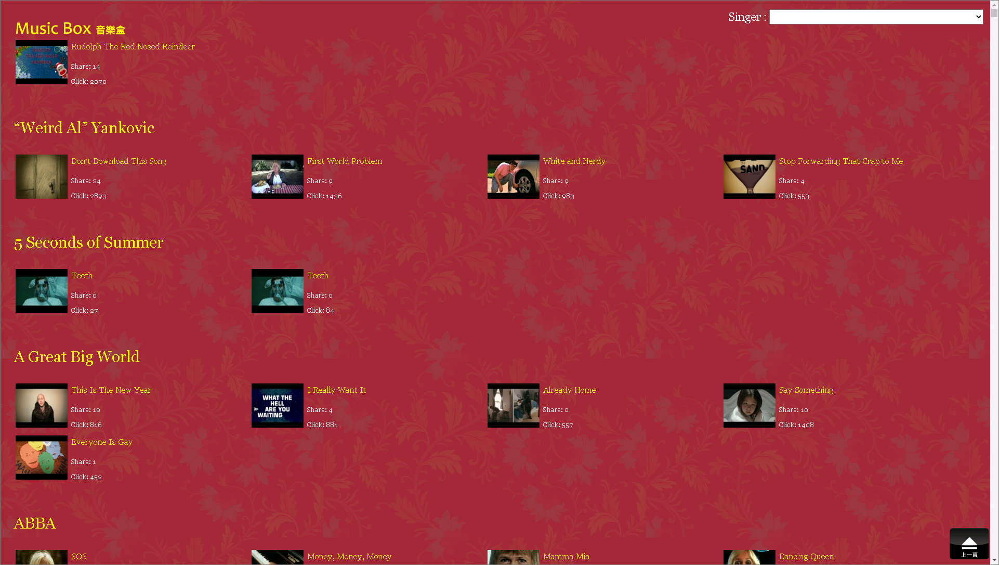 Singer :
Music Box 音樂盒
Rudolph The Red Nosed Reindeer
Share: 14
Click: 2070
“Weird Al” Yankovic
Don’t Download This Song
Share: 24
Click: 2893
First World Problem
Share: 9
Click: 1436
White and Nerdy
Share: 9
Click: 983
Stop Forwarding That Crap to Me
Share: 4
Click: 553
SAND
5 Seconds of Summer
Teeth
Share: 0
Click: 27
Teeth
Share: 0
Click: 84
A Great Big World
This Is The New Year
Share: 10
Click: 816
WHAT THE
HELL
ARE YOU
WAITING
I Really Want It
Share: 4
Click: 881
Already Home
Share: 0
Click: 557
Say Something
Share: 10
Click: 1408
Everyone Is Gay
Share: 1
Click: 452
ABBA
SOS
Money, Money, Money
Mamma Mia
Dancing Queen
上一頁